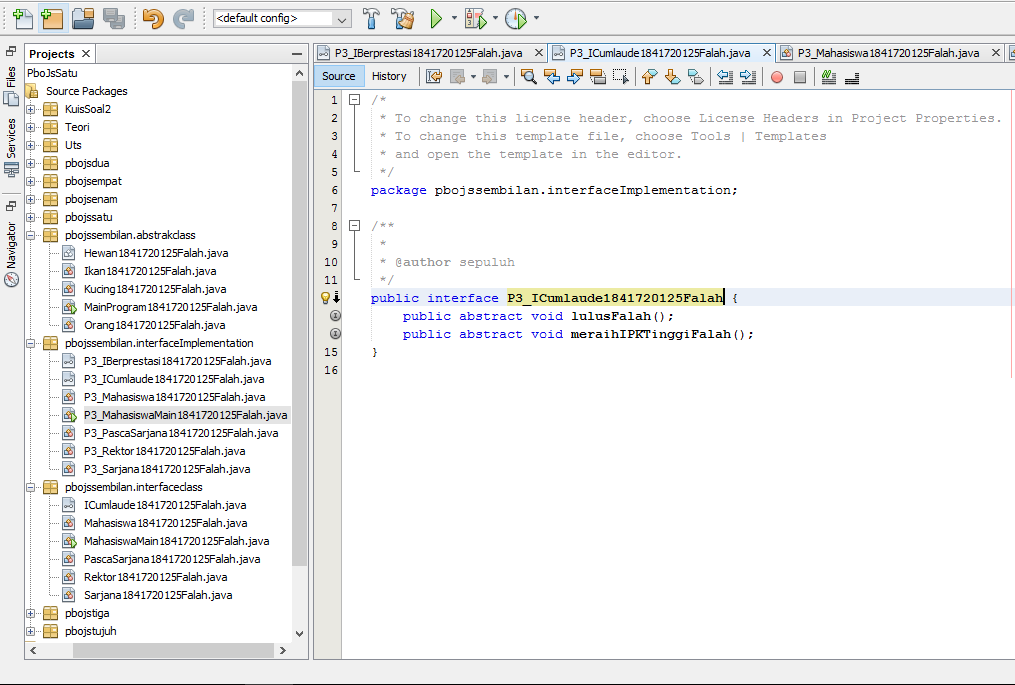 <default config>
Files
Services
Navigator
Projects
PboJsSatu
Source Packages
KuisSoal2
Teori
Uts
pbojsdua
pbojsempat
pbojsenam
pbojssatu
pbojssembilan.abstrakclass
Hewan1841720125Falah.java
Ikan1841720125Falah.java
Kucing1841720125Falah.java
MainProgram1841720125Falah.java
Orang1841720125Falah.java
pbojssembilan.interfaceImplementation
P3_IBerprestasi1841720125Falah.java
P3_ICumlaude1841720125Falah.java
P3_Mahasiswa1841720125Falah.java
P3_MahasiswaMain1841720125Falah.java
P3_PascaSarjana1841720125Falah.java
P3_Rektor1841720125Falah.java
P3_Sarjana1841720125Falah.java
pbojssembilan.interfaceclass
ICumlaude1841720125Falah.java
Mahasiswa1841720125Falah.java
MahasiswaMain1841720125Falah.java
PascaSarjana1841720125Falah.java
Rektor1841720125Falah.java
Sarjana1841720125Falah.java
pbojstiga
pbojstujuh
P3_IBerprestasi1841720125Falah.java P3_ICumlaude1841720125Falah.java P3_Mahasiswa1841720125Falah.java
Source History
1 /*
2 * To change this license header, choose License Headers in Project Properties.
3 * To change this template file, choose Tools | Templates
4 * and open the template in the editor.
5 */
6 package pbojssembilan.interfaceImplementation;
7
8 /**
9 *
10 * @author sepuluh
11 */
public interface P3_ICumlaude1841720125Falah {
public abstract void lulusFalah();
public abstract void meraihIPKTinggiFalah();
15 }
16